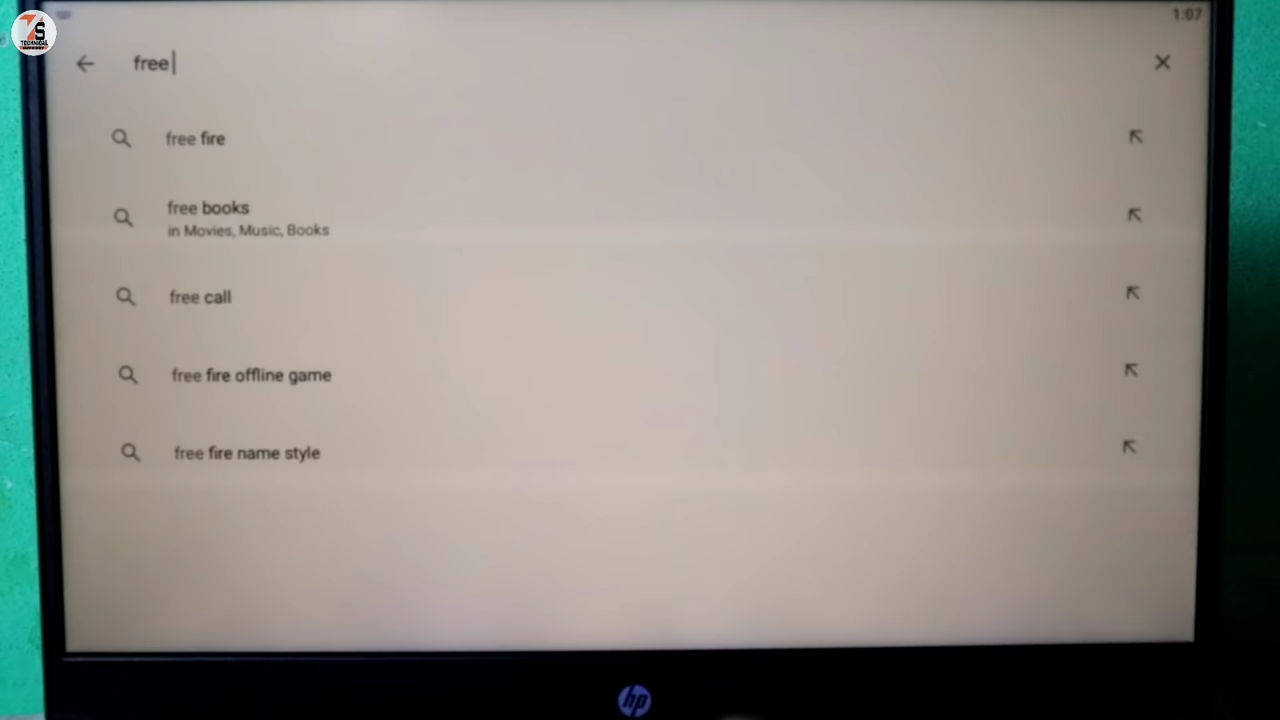 1:07
7S
free
free fire
free books
in Movies, Music, Books
free call
free fire offline game
free fire name style
hp